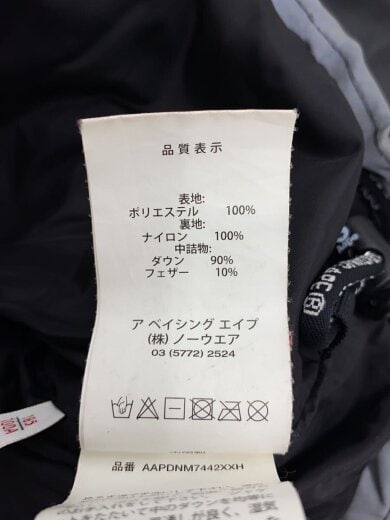 品質表示
表地:
ポリエステル 100%
裏地:
ナイロン 100%
中詰物:
ダウン 90%
フェザー 10%
ア ベイシング エイプ
(株) ノーウエア
03 (5772) 2524
品番 AAPDNM7442XXH
165
100A